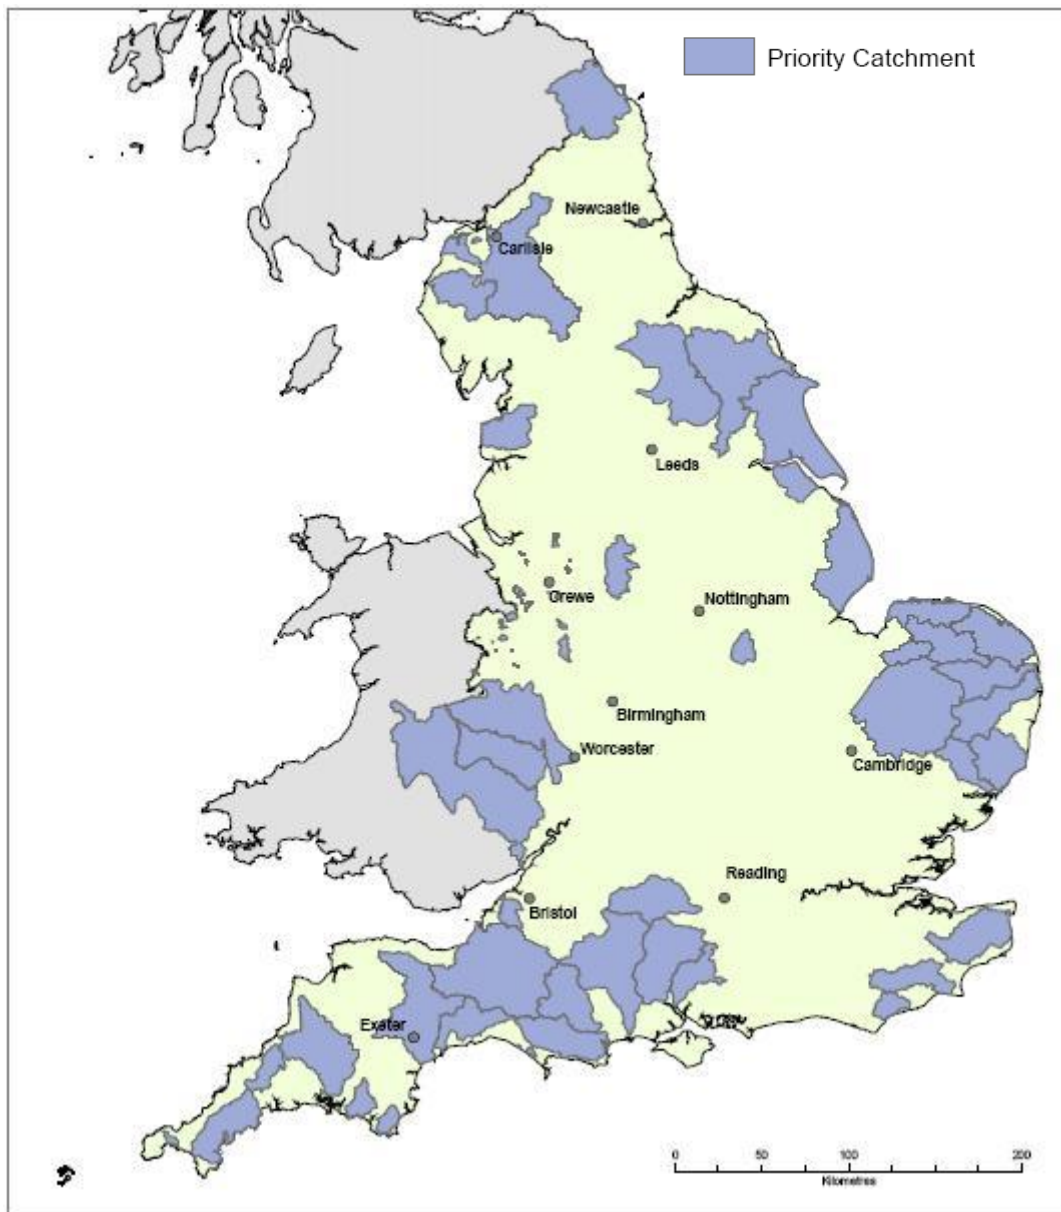 Priority Catchment
Newcastle
Carlisle
Leeds
Crewe
Nottingham
Birmingham
Worcester
Cambridge
Reading
Bristol
Exeter
0 50 100 200
Kilometres